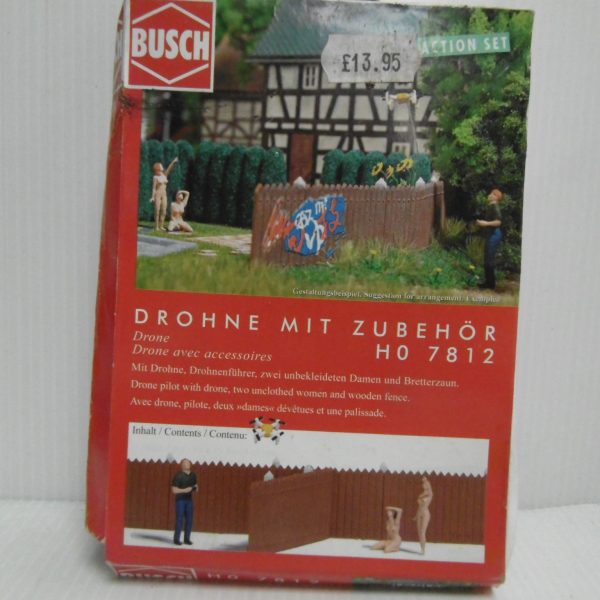 BUSCH
ACTION SET
£13.95
Gestaltungsbeispiel. Suggestion for arrangement. Exemple
DROHNE MIT ZUBEHÖR
Drone
H0 7812
Drone avec accessoires
Mit Drohne, Drohnenführer, zwei unbekleideten Damen und Bretterzaun.
Drone pilot with drone, two unclothed women and wooden fence.
Avec drone, pilote, deux »dames« dévêtues et une palissade.
Inhalt / Contents / Contenu:
BUSCH
H0 7812